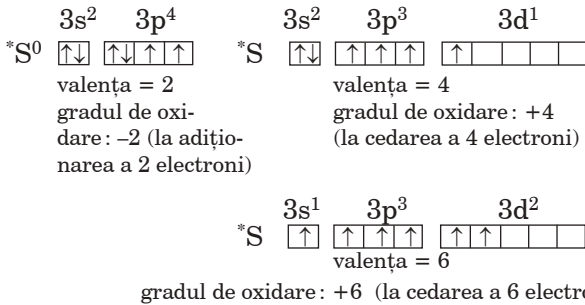 3s² 3p⁴ 3s² 3p³ 3d¹
*S⁰ ↑↓ ↑↓ ↑ ↑ *S ↑↓ ↑ ↑ ↑ ↑
valența = 2 valența = 4
gradul de oxi- gradul de oxidare: +4
dare: –2 (la adițio- (la cedarea a 4 electroni)
narea a 2 electroni)
3s¹ 3p³ 3d²
*S ↑ ↑ ↑ ↑ ↑ ↑
valența = 6
gradul de oxidare: +6 (la cedarea a 6 electro